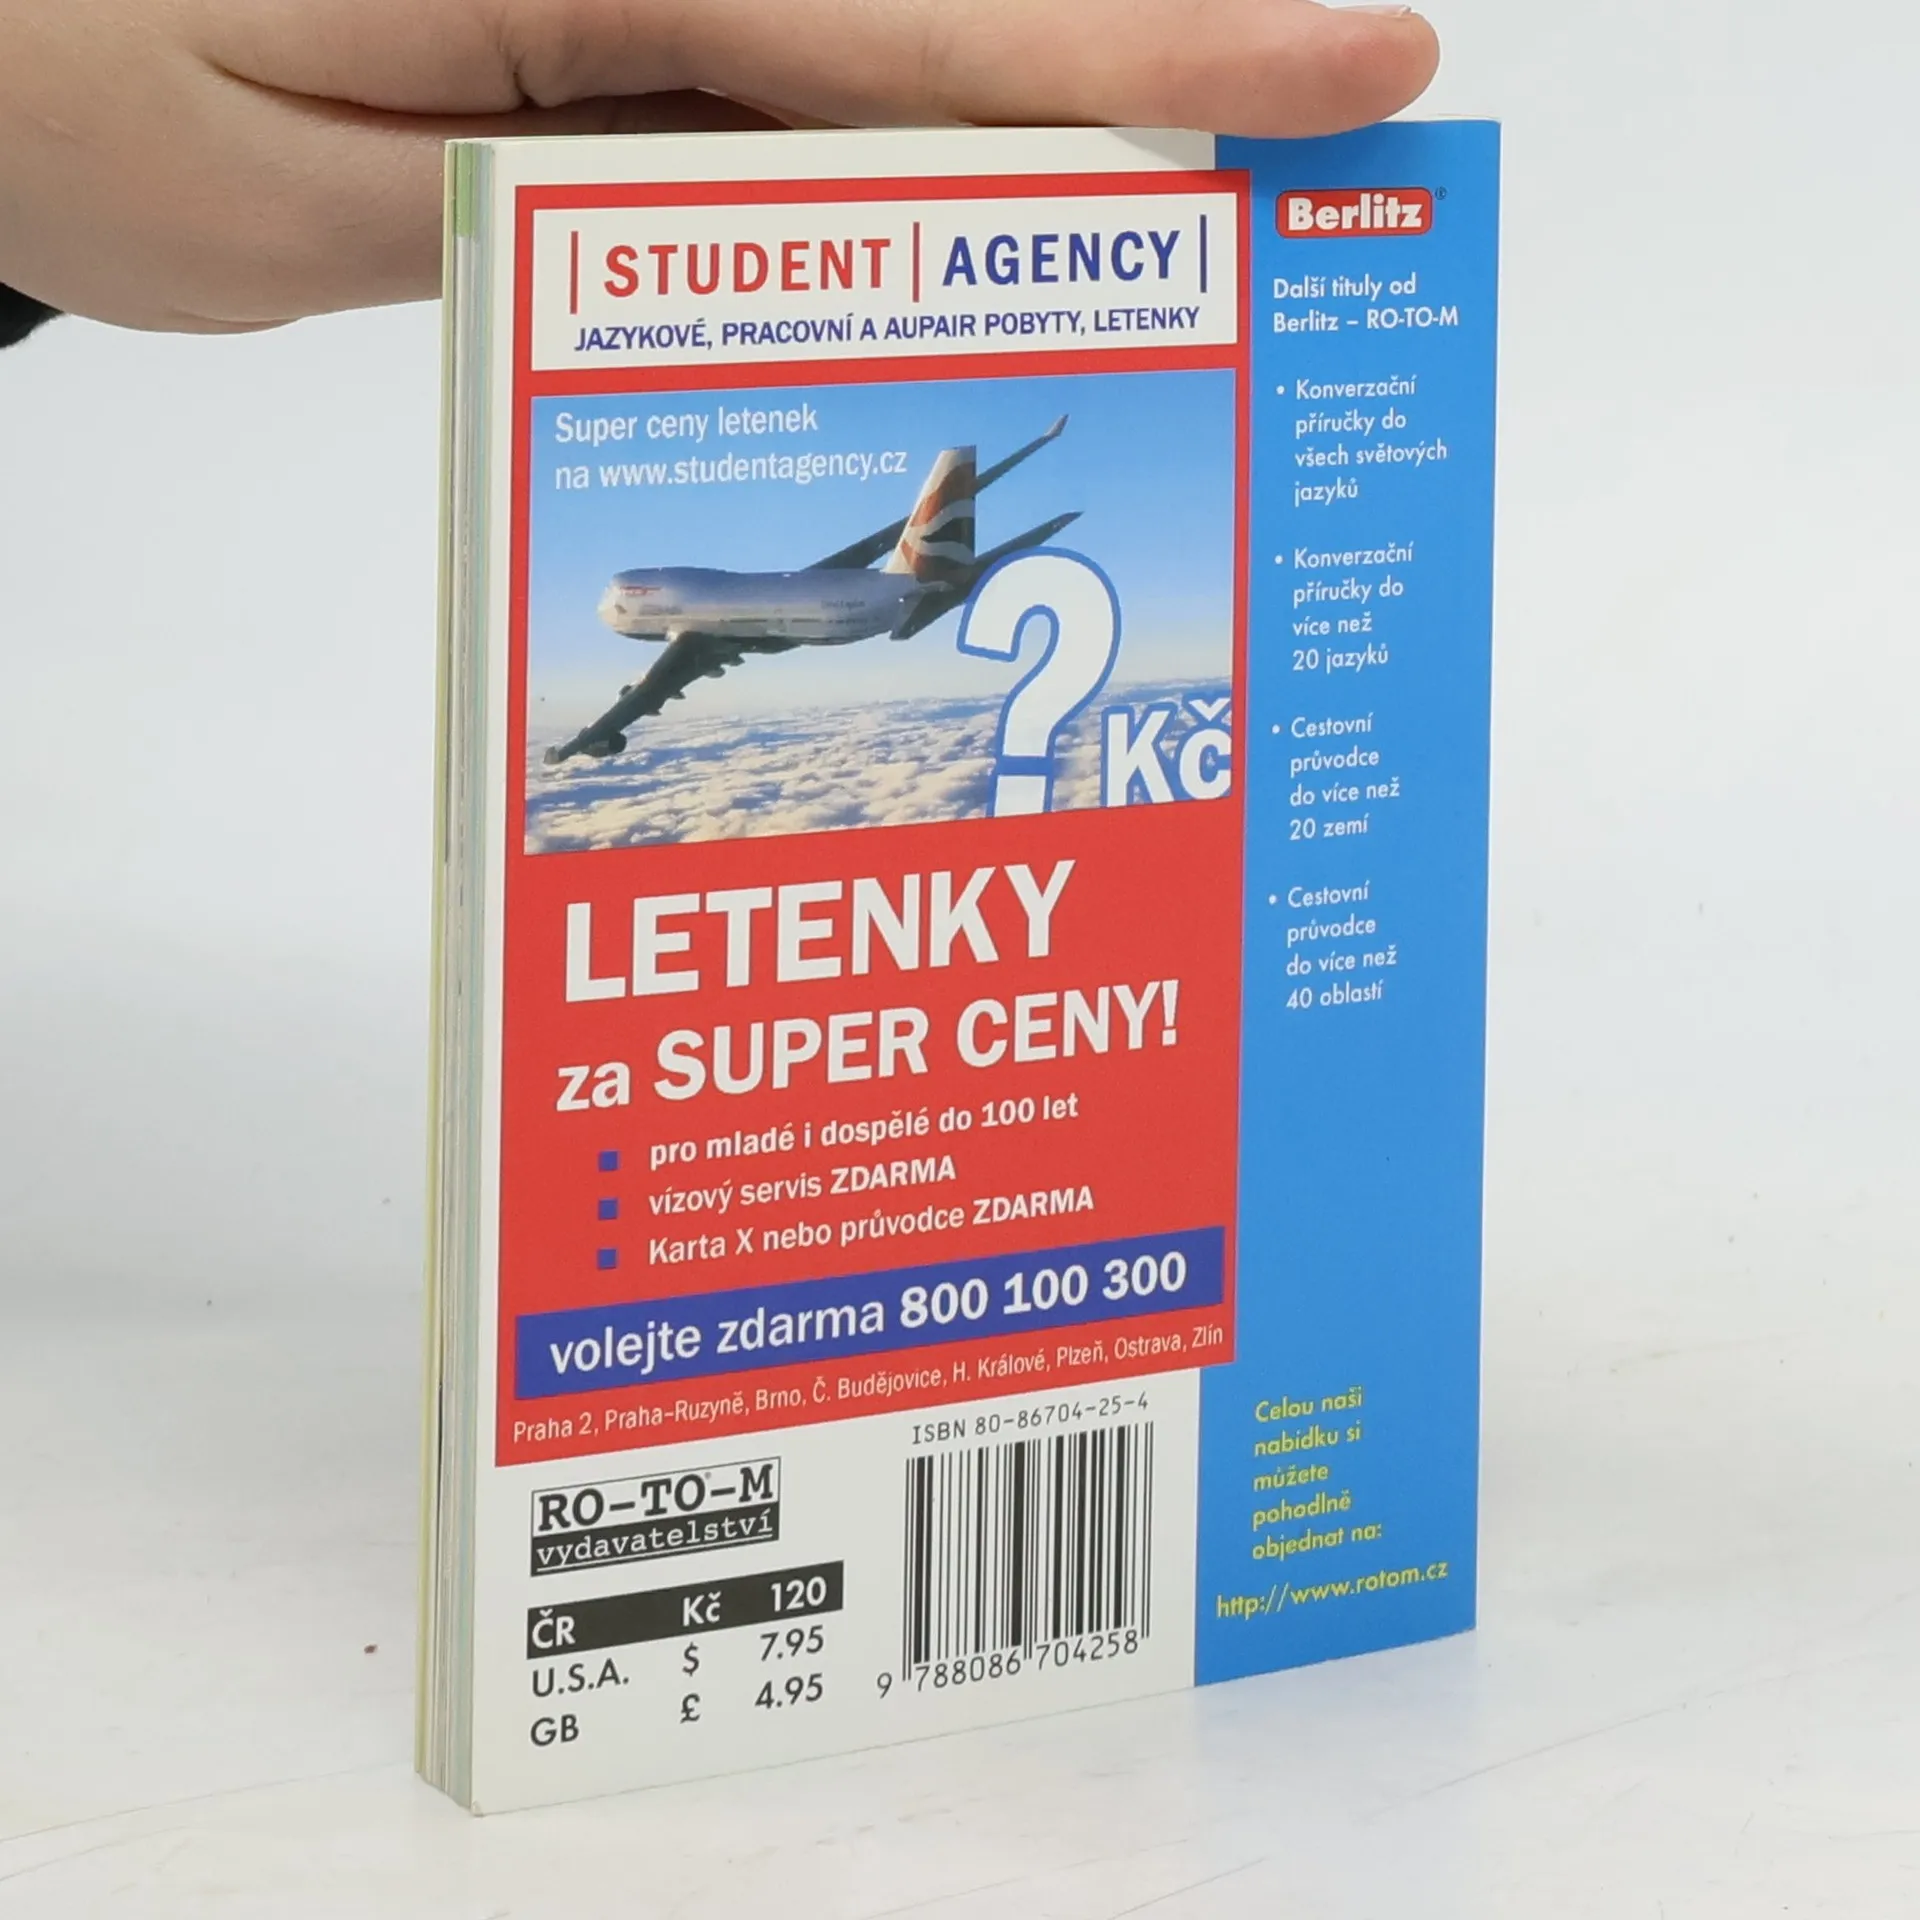 |STUDENT|AGENCY|
JAZYKOVÉ, PRACOVNÍ A AUPAIR POBYTY, LETENKY
Super ceny letenek
na www.studentagency.cz
? Kč
LETENKY
za SUPER CENY!
pro mladé i dospělé do 100 let
vízový servis ZDARMA
Karta X nebo průvodce ZDARMA
volejte zdarma 800 100 300
Praha 2, Praha-Ruzyně, Brno, Č. Budějovice, H. Králové, Plzeň, Ostrava, Zlín
RO-TO-M
vydavatelství
ČR Kč 120
U.S.A. $ 7.95
GB £ 4.95
ISBN 80-86704-25-4
9 788086 704258
Berlitz®
Další tituly od
Berlitz – RO-TO-M
• Konverzační
příručky do
všech světových
jazyků
• Konverzační
příručky do
více než
20 jazyků
• Cestovní
průvodce
do více než
20 zemí
• Cestovní
průvodce
do více než
40 oblastí
Celou naši
nabídku si
můžete
pohodlně
objednat na:
http://www.rotom.cz